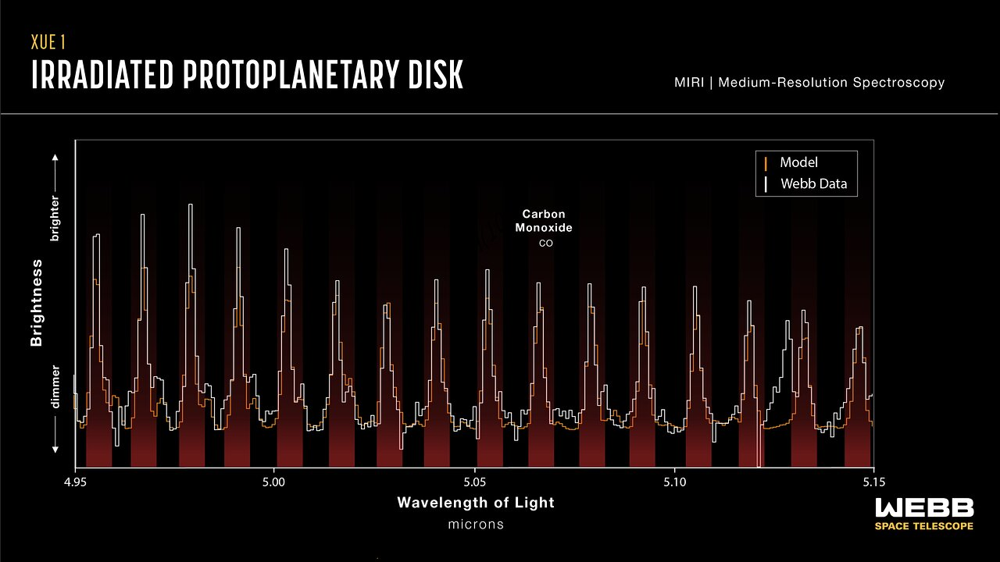 XUE 1
IRRADIATED PROTOPLANETARY DISK
MIRI | Medium-Resolution Spectroscopy
Model
Webb Data
Carbon
Monoxide
CO
brighter
Brightness
dimmer
4.95
5.00
5.05
5.10
5.15
Wavelength of Light
microns
WEBB
SPACE TELESCOPE